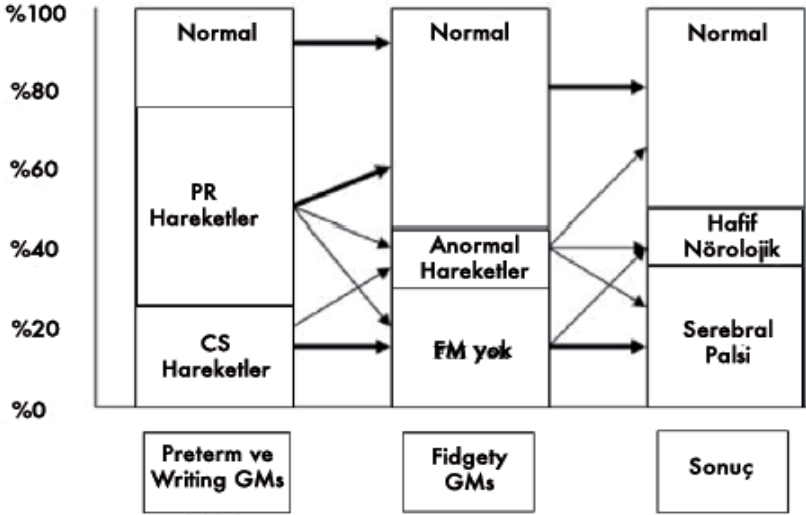 %100
%80
%60
%40
%20
%0
Normal
PR
Hareketler
CS
Hareketler
Normal
Anormal
Hareketler
FM yok
Normal
Hafif
Nörolojik
Serebral
Palsi
Preterm ve
Writing GMs
Fidgety
GMs
Sonuç